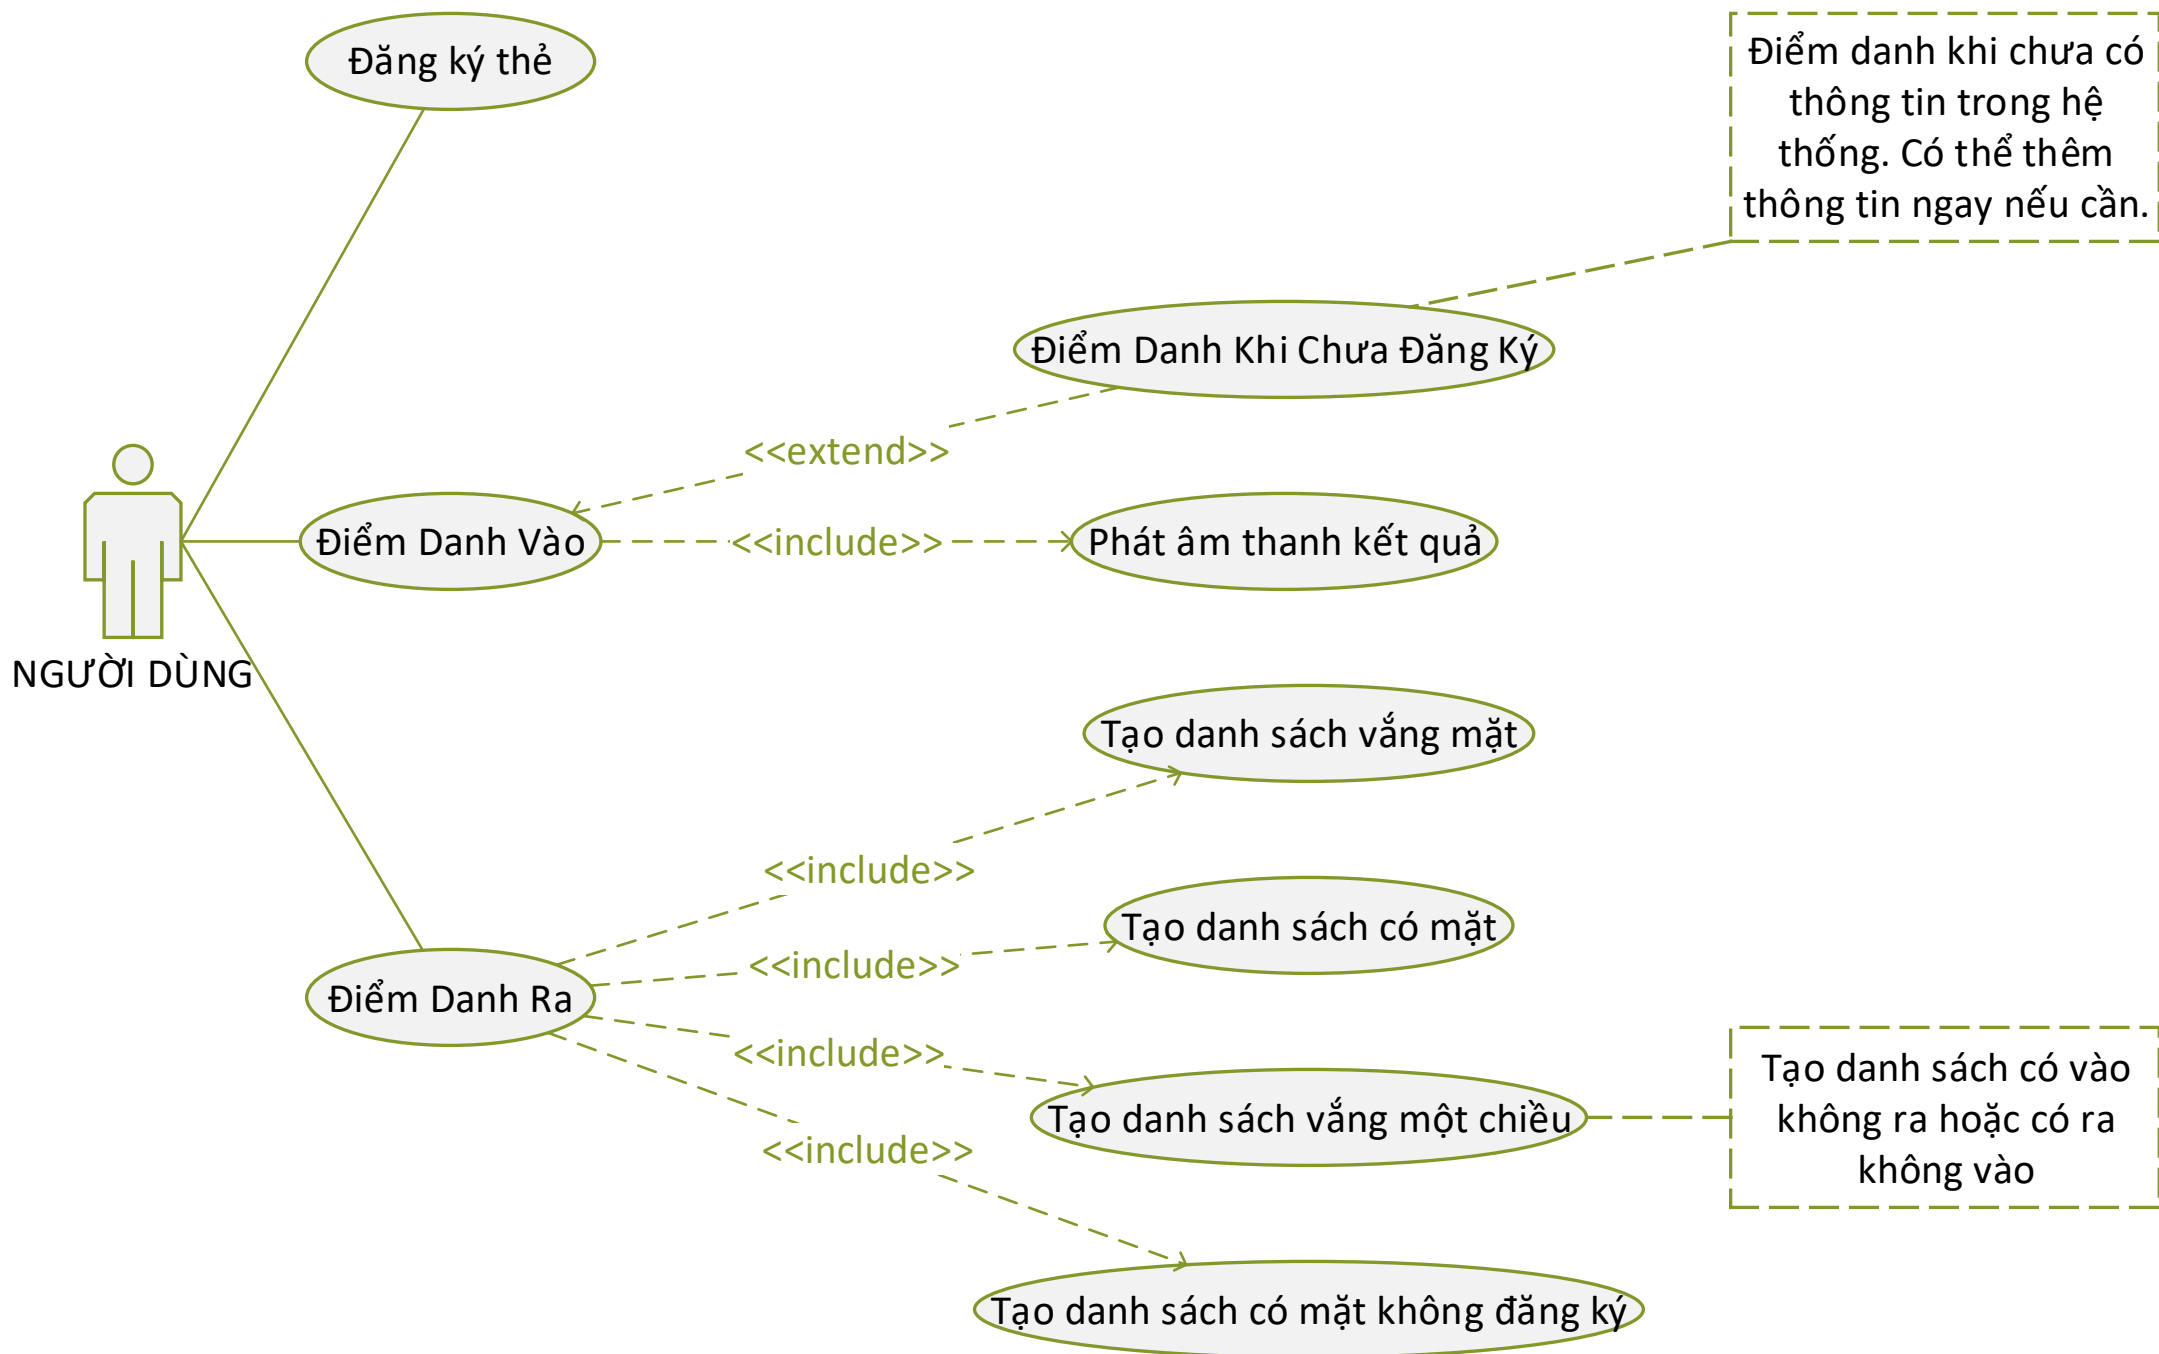 Đăng ký thẻ
Điểm danh khi chưa có
thông tin trong hệ
thống. Có thể thêm
thông tin ngay nếu cần.
Điểm Danh Khi Chưa Đăng Ký
<<extend>>
Điểm Danh Vào
<<include>>
Phát âm thanh kết quả
NGƯỜI DÙNG
Tạo danh sách vắng mặt
<<include>>
Tạo danh sách có mặt
<<include>>
Điểm Danh Ra
<<include>>
Tạo danh sách vắng một chiều
Tạo danh sách có vào
không ra hoặc có ra
không vào
<<include>>
Tạo danh sách có mặt không đăng ký